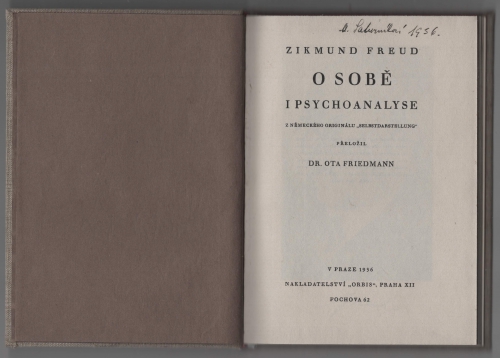 1936.
ZIKMUND FREUD
O SOBĚ
I PSYCHOANALYSE
Z NĚMECKÉHO ORIGINÁLU „SELBSTDARSTELLUNG“
PŘELOŽIL
DR. OTA FRIEDMANN
V PRAZE 1936
NAKLADATELSTVÍ „ORBIS“, PRAHA XII
FOCHOVA 62